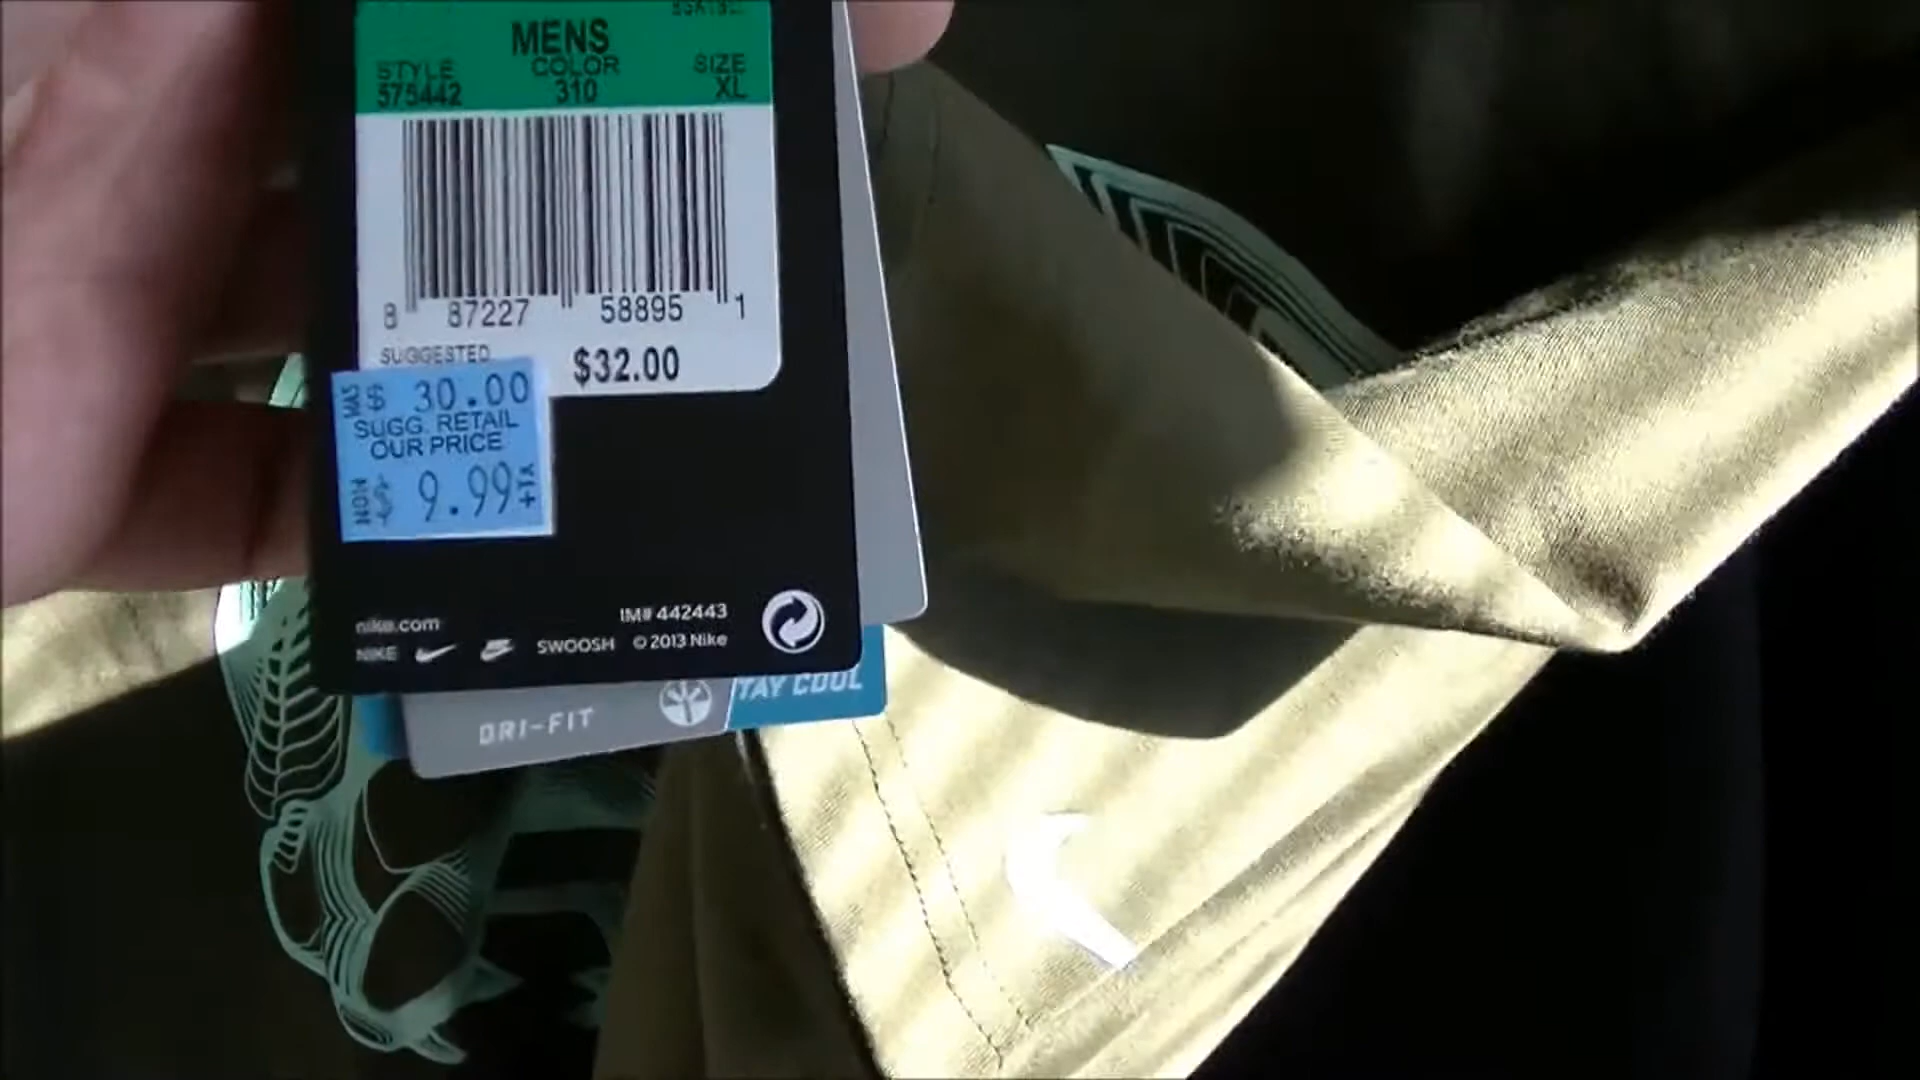 MENS
STYLE COLOR SIZE
575442 310 XL
8 87227 58895 1
SUGGESTED
$32.00
WAS $ 30.00
SUGG. RETAIL
OUR PRICE
NOW $ 9.99 +TX
nike.com IM# 442443
NIKE SWOOSH © 2013 Nike
DRI-FIT
TAY COOL